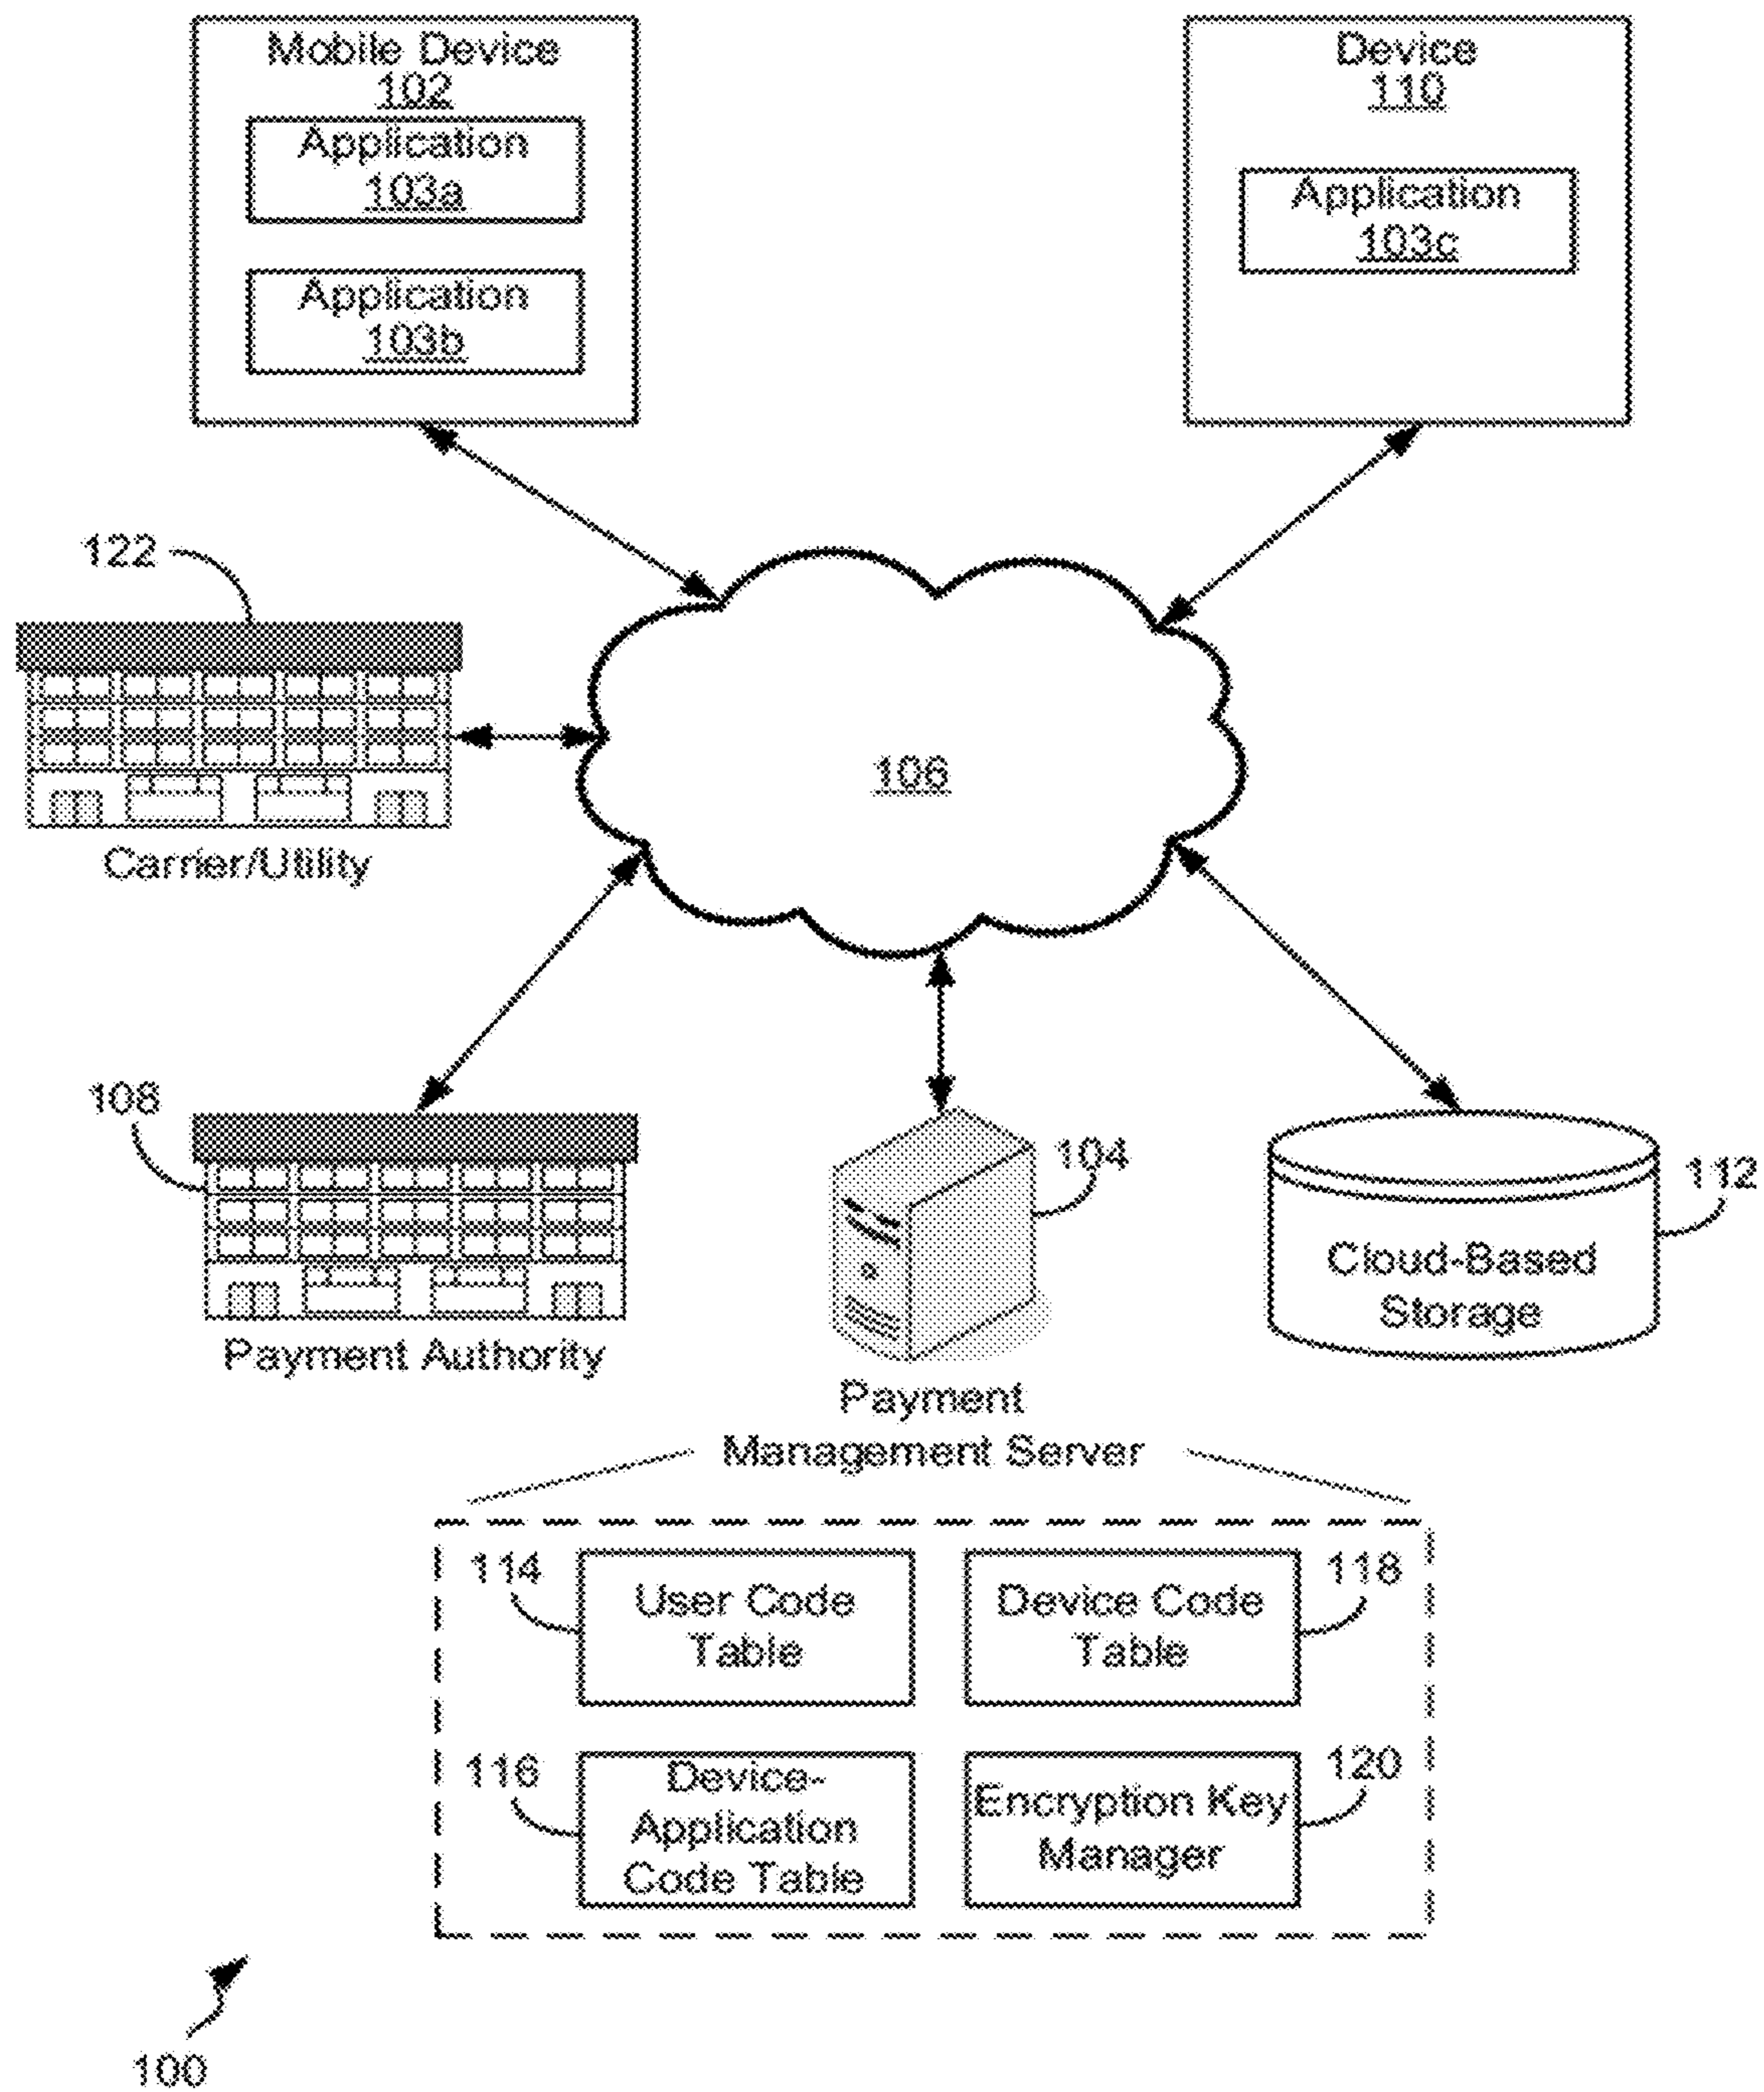 Mobile Device
102
Application
103a
Application
103b
Device
110
Application
103c
122
Carrier/Utility
106
108
Payment Authority
104
Payment
Management Server
112
Cloud-Based
Storage
114
User Code
Table
118
Device Code
Table
116
Device-
Application
Code Table
120
Encryption Key
Manager
100